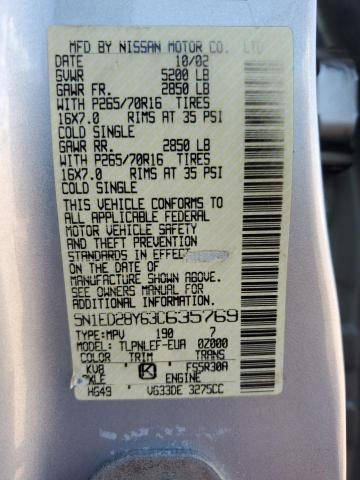 MFD BY NISSAN MOTOR CO. LTD
DATE 10/02
GVWR 5200 LB
GAWR FR. 2850 LB
WITH P265/70R16 TIRES
16X7.0 RIMS AT 35 PSI
COLD SINGLE
GAWR RR. 2850 LB
WITH P265/70R16 TIRES
16X7.0 RIMS AT 35 PSI
COLD SINGLE
THIS VEHICLE CONFORMS TO
ALL APPLICABLE FEDERAL
MOTOR VEHICLE SAFETY
AND THEFT PREVENTION
STANDARDS IN EFFECT
ON THE DATE OF
MANUFACTURE SHOWN ABOVE.
SEE OWNERS MANUAL FOR
ADDITIONAL INFORMATION
5N1ED28Y63C635769
TYPE:MPV 190 7
MODEL: TLPNLEF-EUA 0Z000
COLOR TRIM TRANS
KV8 K FS5R30A
AXLE ENGINE
HG49 VG33DE 3275CC